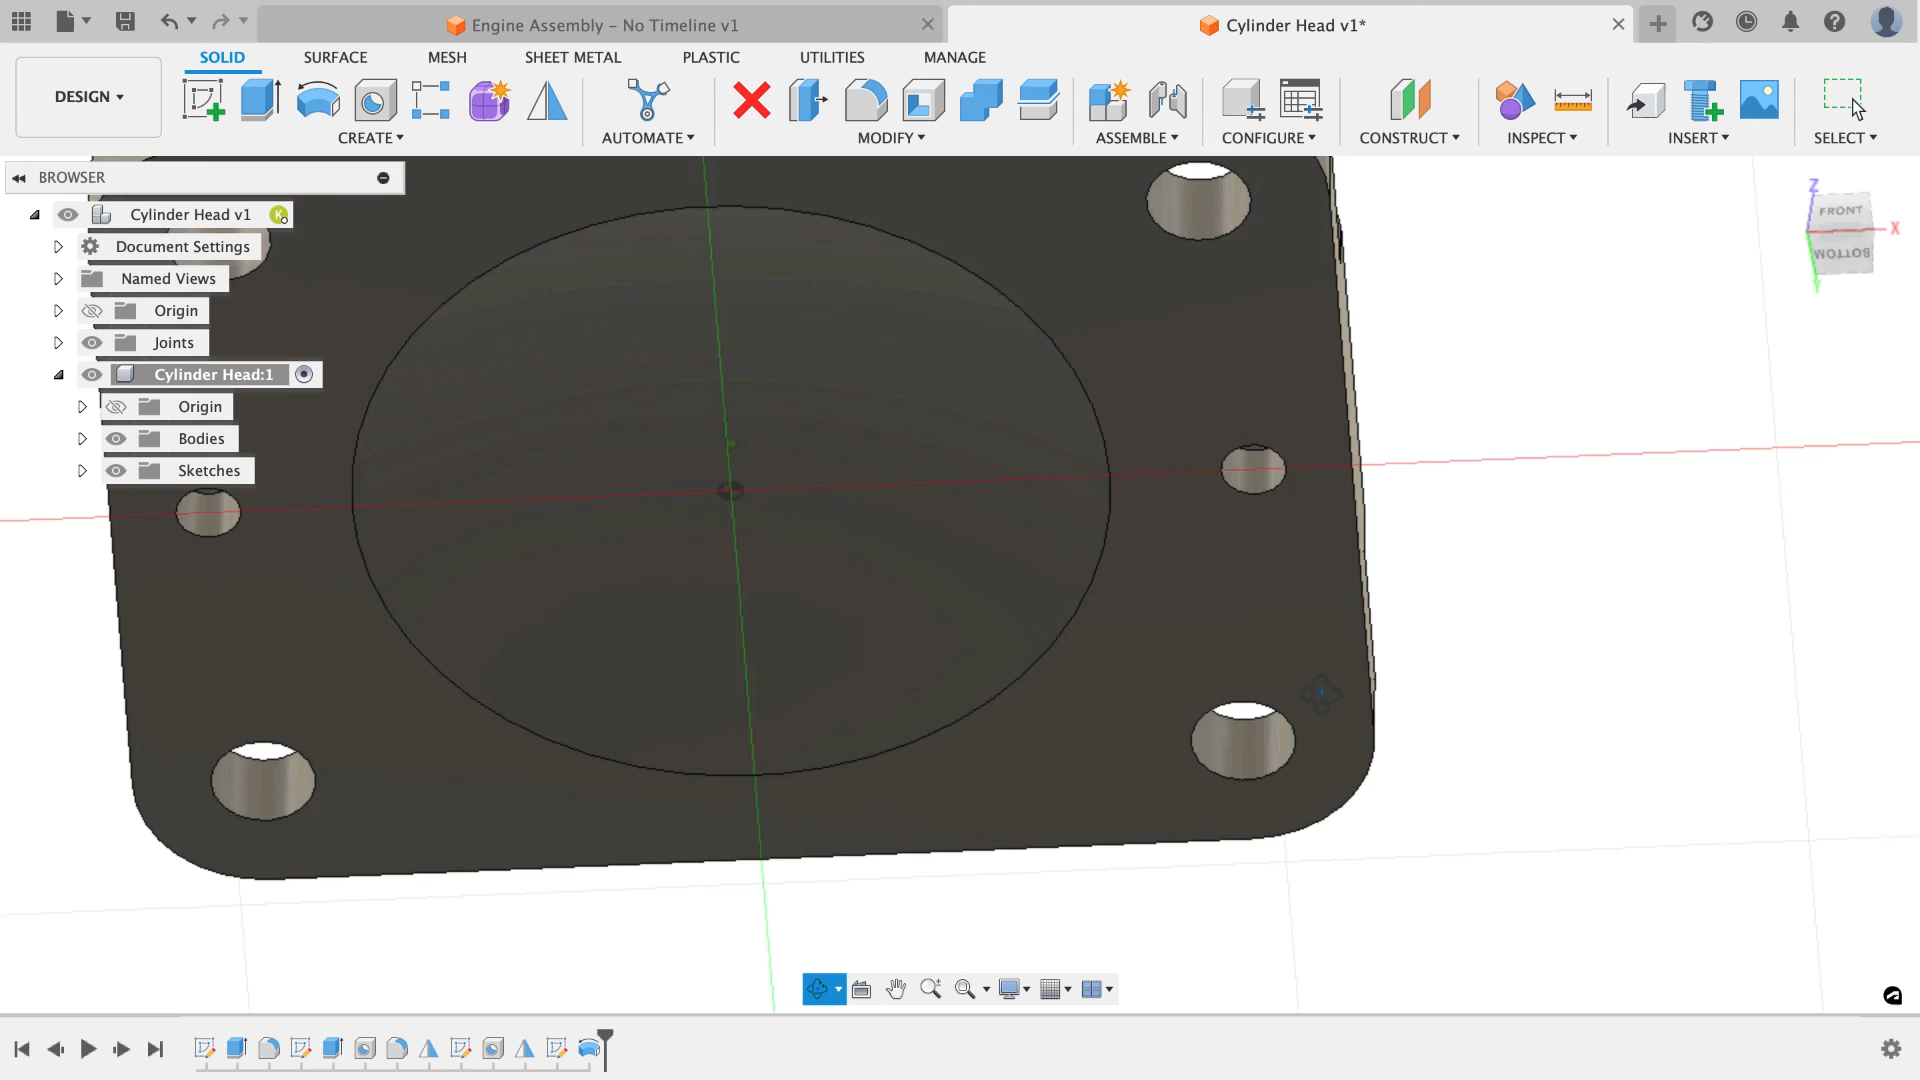 Engine Assembly – No Timeline v1
Cylinder Head v1*
DESIGN
SOLID
SURFACE
MESH
SHEET METAL
PLASTIC
UTILITIES
MANAGE
CREATE
AUTOMATE
MODIFY
ASSEMBLE
CONFIGURE
CONSTRUCT
INSPECT
INSERT
SELECT
BROWSER
Cylinder Head v1
K
Document Settings
Named Views
Origin
Joints
Cylinder Head:1
Origin
Bodies
Sketches
Z
FRONT
X
BOTTOM